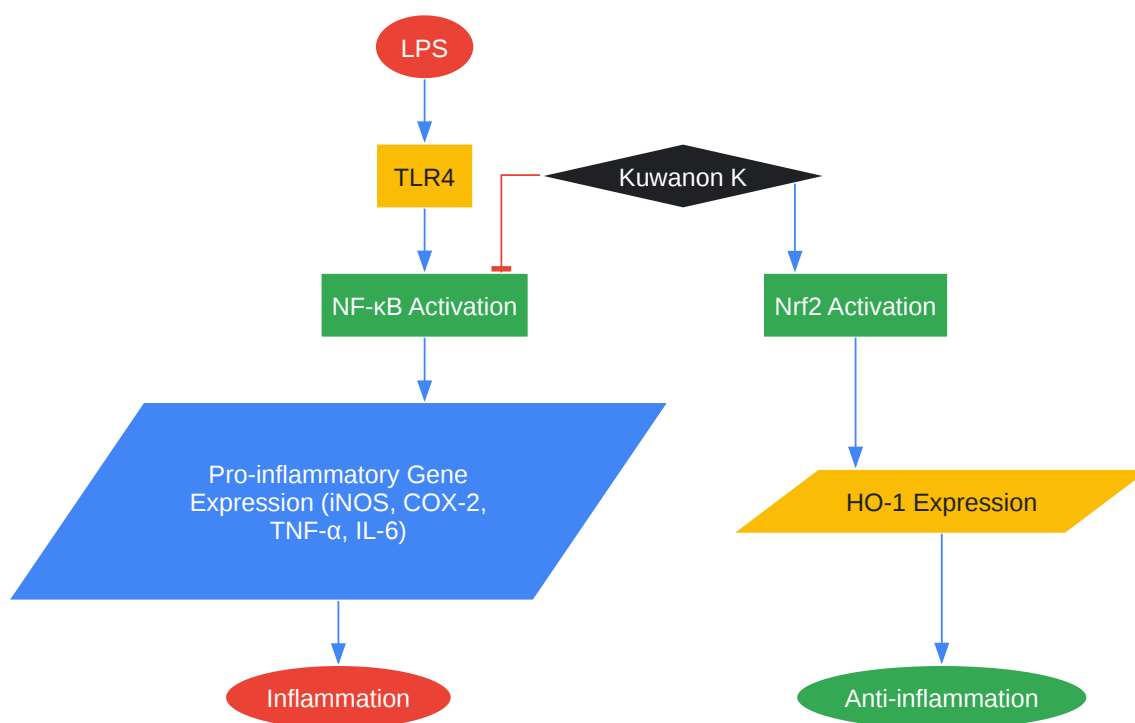 LPS
TLR4
Kuwanon K
NF-κB Activation
Nrf2 Activation
Pro-inflammatory Gene
Expression (iNOS, COX-2,
TNF-α, IL-6)
HO-1 Expression
Inflammation
Anti-inflammation